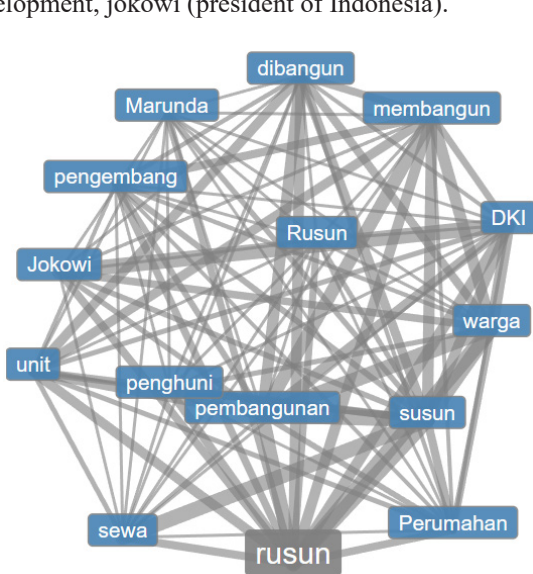 elopment, jokowi (president of Indonesia).
dibangun
Marunda
membangun
pengembang
DKI
Rusun
Jokowi
warga
unit
penghuni
pembangunan
susun
sewa
Perumahan
rusun